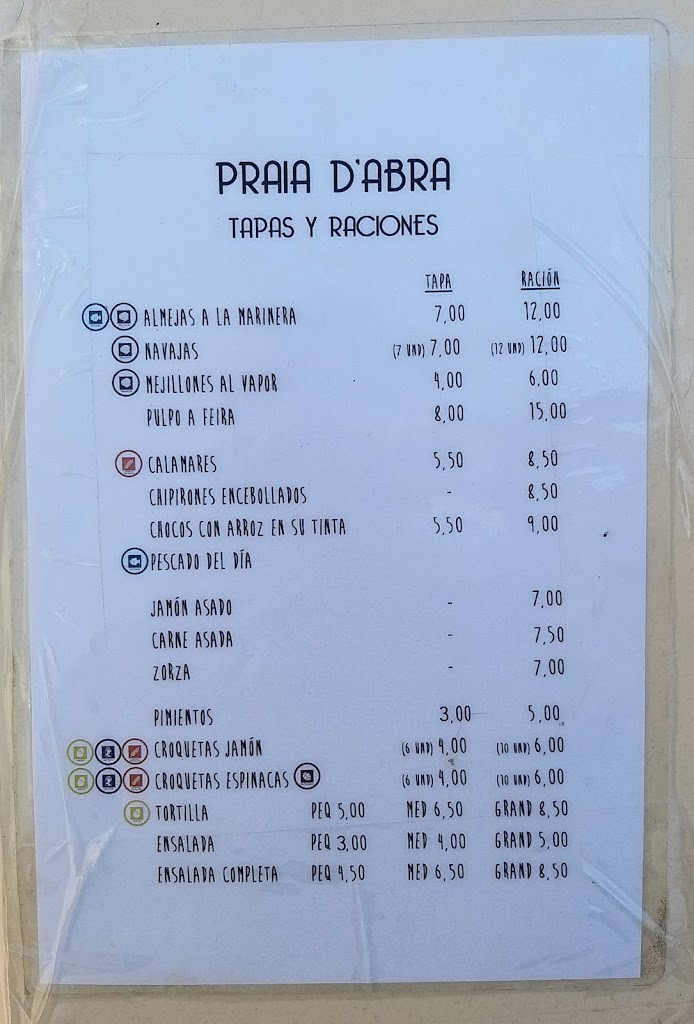 PRAIA D'ABRA
TAPAS Y RACIONES
TAPA RACIÓN
ALMEJAS A LA MARINERA 7,00 12,00
NAVAJAS (7 UND) 7,00 (12 UND) 12,00
MEJILLONES AL VAPOR 4,00 6,00
PULPO A FEIRA 8,00 15,00
CALAMARES 5,50 8,50
CHIPIRONES ENCEBOLLADOS - 8,50
CHOCOS CON ARROZ EN SU TINTA 5,50 9,00
PESCADO DEL DÍA
JAMÓN ASADO - 7,00
CARNE ASADA - 7,50
ZORZA - 7,00
PIMIENTOS 3,00 5,00
CROQUETAS JAMÓN (6 UND) 4,00 (10 UND) 6,00
CROQUETAS ESPINACAS (6 UND) 4,00 (10 UND) 6,00
TORTILLA PEQ 5,00 MED 6,50 GRAND 8,50
ENSALADA PEQ 3,00 MED 4,00 GRAND 5,00
ENSALADA COMPLETA PEQ 4,50 MED 6,50 GRAND 8,50